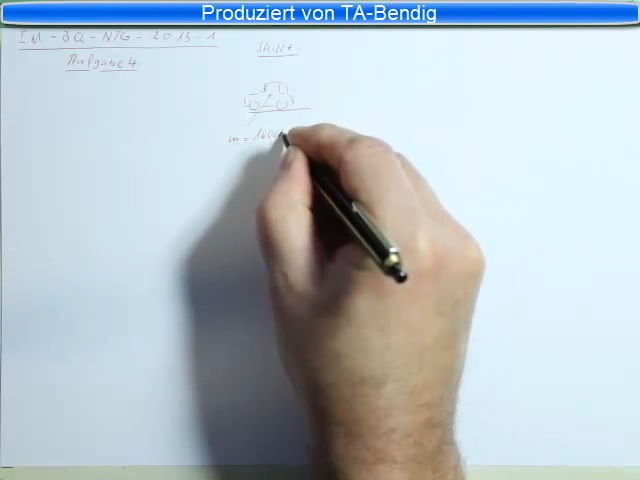 Produziert von TA-Bendig
IM - BQ - NTG - 2013 - 1
Aufgabe 4
Skizze
m = 1600